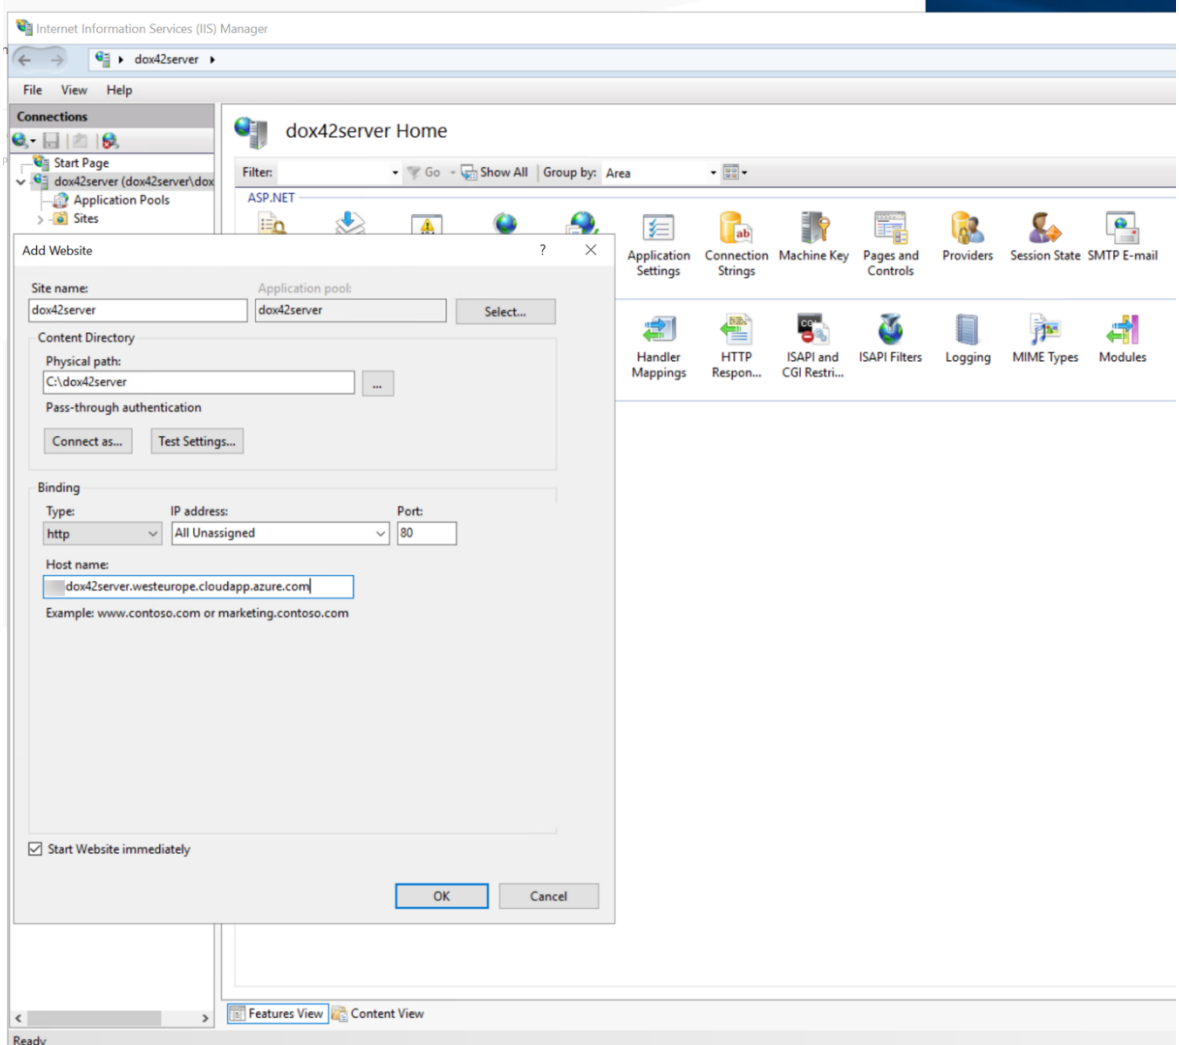 Internet Information Services (IIS) Manager
dox42server
File View Help
Connections
dox42server Home
Start Page
dox42server (dox42server\dox
Application Pools
Sites
Filter: Go Show All Group by: Area
ASP.NET
Application Settings
Connection Strings
Machine Key
Pages and Controls
Providers
Session State
SMTP E-mail
Handler Mappings
HTTP Respon...
ISAPI and CGI Restri...
ISAPI Filters
Logging
MIME Types
Modules
Add Website ?
Site name: Application pool:
dox42server dox42server Select...
Content Directory
Physical path:
C:\dox42server ...
Pass-through authentication
Connect as... Test Settings...
Binding
Type: IP address: Port:
http All Unassigned 80
Host name:
dox42server.westeurope.cloudapp.azure.com
Example: www.contoso.com or marketing.contoso.com
Start Website immediately
OK Cancel
Features View Content View
Ready